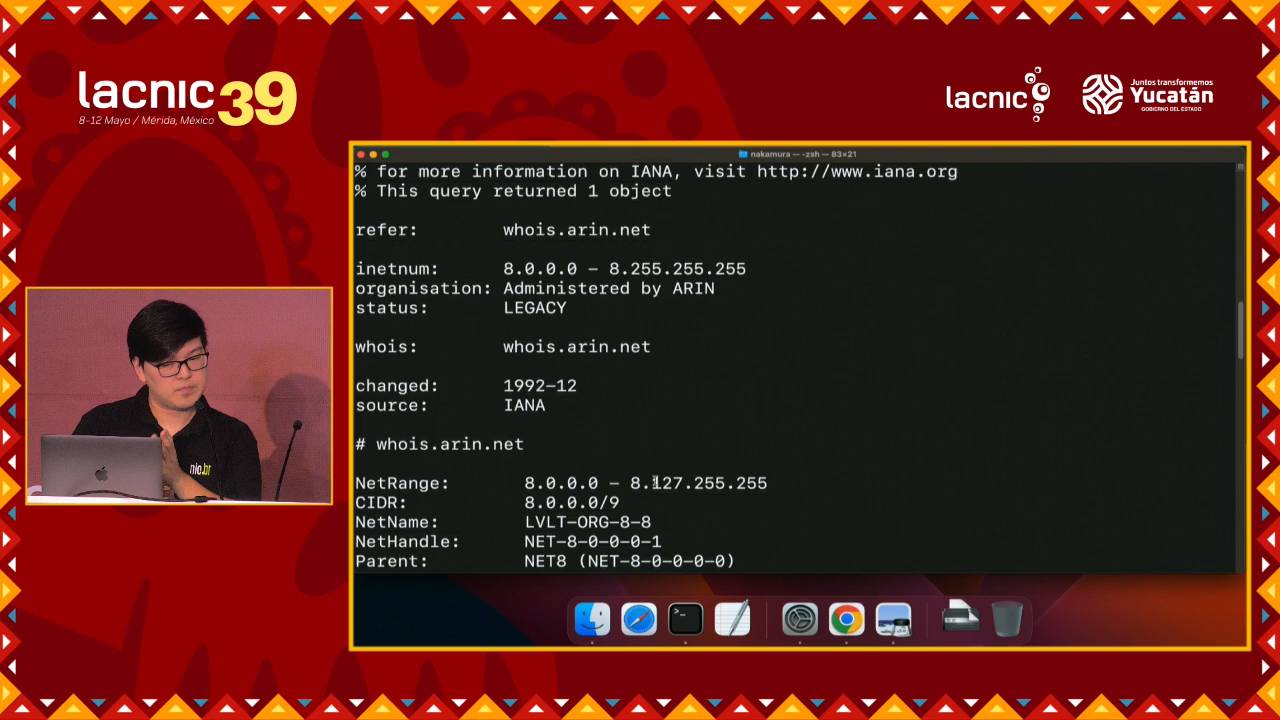 lacnic 39
8-12 Mayo / Mérida, México
lacnic
Juntos transformemos
Yucatán
GOBIERNO DEL ESTADO
nakamura — -zsh — 83×21
% for more information on IANA, visit http://www.iana.org
% This query returned 1 object
refer: whois.arin.net
inetnum: 8.0.0.0 - 8.255.255.255
organisation: Administered by ARIN
status: LEGACY
whois: whois.arin.net
changed: 1992-12
source: IANA
# whois.arin.net
NetRange: 8.0.0.0 - 8.127.255.255
CIDR: 8.0.0.0/9
NetName: LVLT-ORG-8-8
NetHandle: NET-8-0-0-0-1
Parent: NET8 (NET-8-0-0-0-0)
nic.br